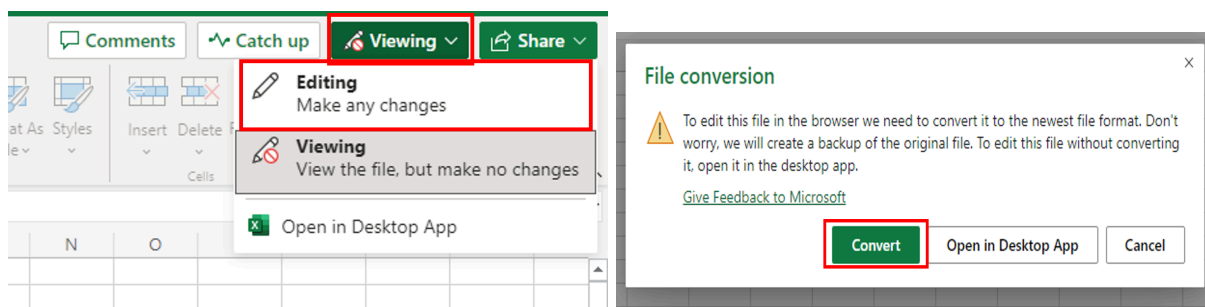 Comments
Catch up
Viewing
Share
Editing
Make any changes
at As
Styles
Insert
Delete
Viewing
View the file, but make no changes
Cells
Open in Desktop App
N
O
X
File conversion
To edit this file in the browser we need to convert it to the newest file format. Don't
worry, we will create a backup of the original file. To edit this file without converting
it, open it in the desktop app.
Give Feedback to Microsoft
Convert
Open in Desktop App
Cancel